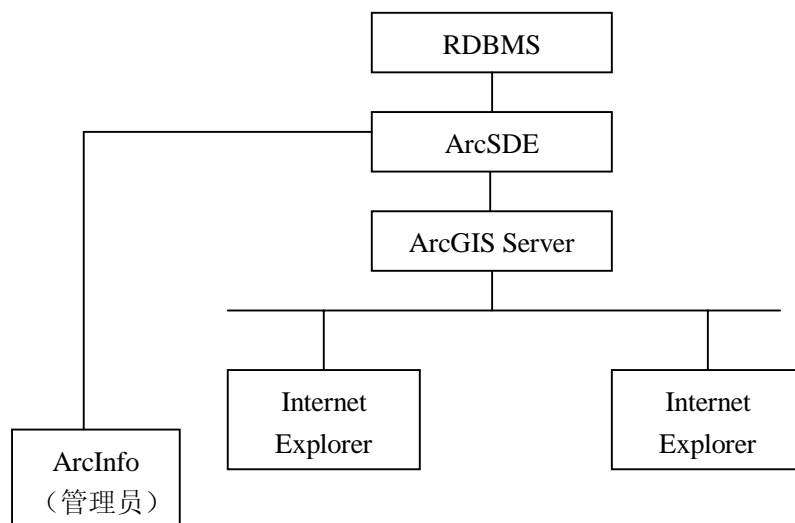 RDBMS
ArcSDE
ArcGIS Server
Internet
Explorer
Internet
Explorer
ArcInfo
（管理员）